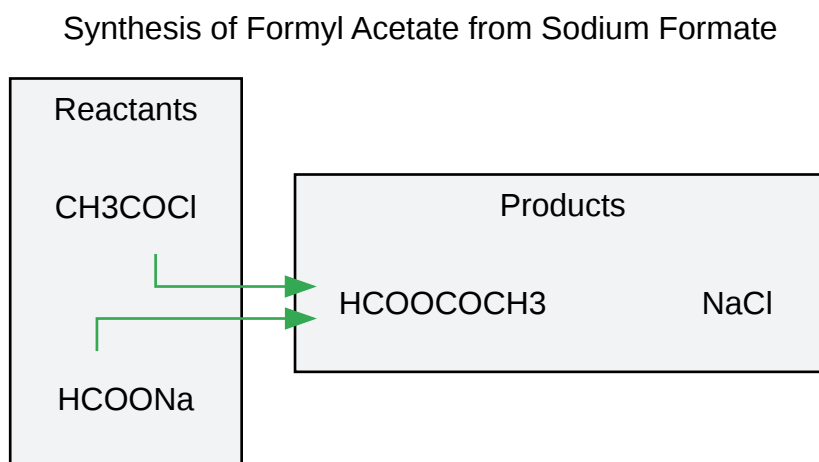 Synthesis of Formyl Acetate from Sodium Formate
Reactants
CH3COCl
HCOONa
Products
HCOOCOCH3
NaCl